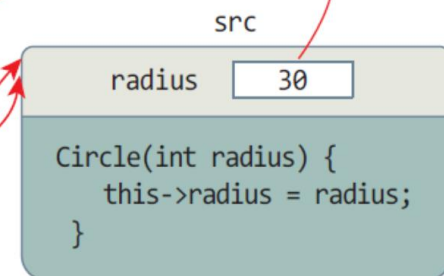 src
radius 30
Circle(int radius) {
this->radius = radius;
}